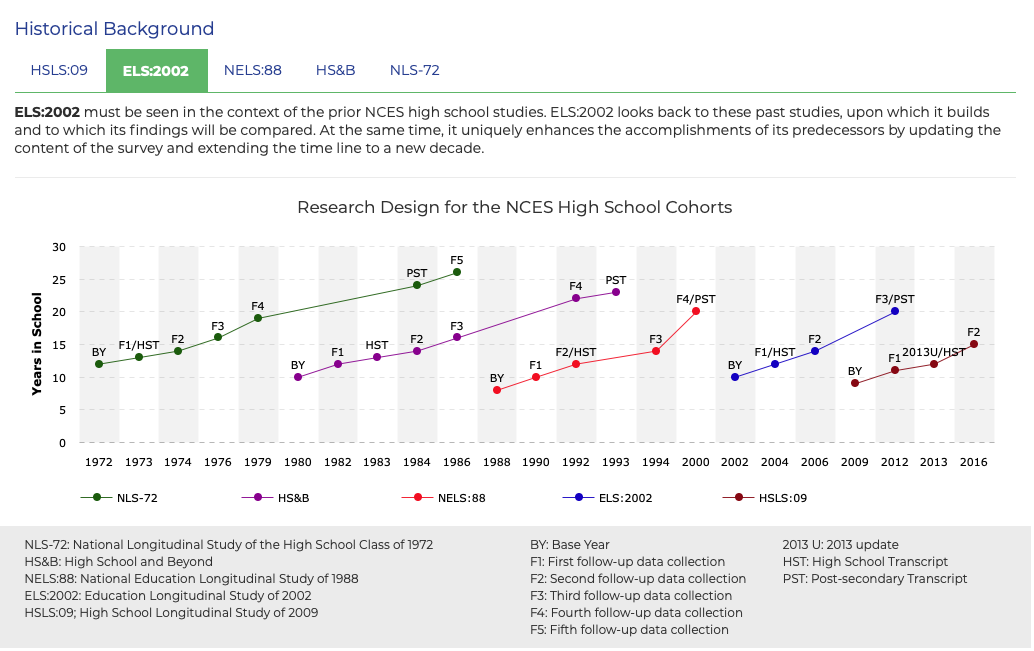 Historical Background
HSLS:09 ELS:2002 NELS:88 HS&B NLS-72
ELS:2002 must be seen in the context of the prior NCES high school studies. ELS:2002 looks back to these past studies, upon which it builds
and to which its findings will be compared. At the same time, it uniquely enhances the accomplishments of its predecessors by updating the
content of the survey and extending the time line to a new decade.
Research Design for the NCES High School Cohorts
Years in School
30
25
20
15
10
5
0
BY F1/HST F2 F3 F4 PST F5
BY F1 HST F2 F3 F4 PST
BY F1 F2/HST F3 F4/PST
BY F1/HST F2 F3/PST
BY F1 2013U/HST F2
1972 1973 1974 1976 1979 1980 1982 1983 1984 1986 1988 1990 1992 1993 1994 2000 2002 2004 2006 2009 2012 2013 2016
NLS-72 HS&B NELS:88 ELS:2002 HSLS:09
NLS-72: National Longitudinal Study of the High School Class of 1972
HS&B: High School and Beyond
NELS:88: National Education Longitudinal Study of 1988
ELS:2002: Education Longitudinal Study of 2002
HSLS:09; High School Longitudinal Study of 2009
BY: Base Year
F1: First follow-up data collection
F2: Second follow-up data collection
F3: Third follow-up data collection
F4: Fourth follow-up data collection
F5: Fifth follow-up data collection
2013 U: 2013 update
HST: High School Transcript
PST: Post-secondary Transcript